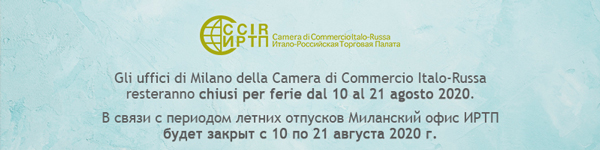 CCIR
ИРТП
Camera di CommercioItalo-Russa
Итало-Российская Торговая Палата
Gli uffici di Milano della Camera di Commercio Italo-Russa
resteranno chiusi per ferie dal 10 al 21 agosto 2020.
В связи с периодом летних отпусков Миланский офис ИРТП
будет закрыт с 10 по 21 августа 2020 г.